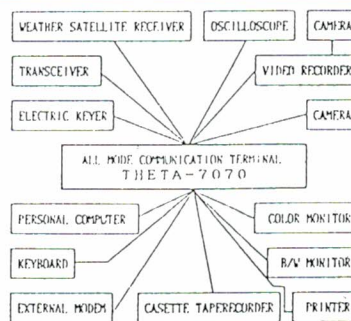 WEATHER SATELLITE RECEIVER
OSCILLOSCOPE
CAMERA
TRANSCEIVER
VIDEO RECORDER
ELECTRIC KEYER
CAMERA
ALL MODE COMMUNICATION TERMINAL
THETA-7070
PERSONAL COMPUTER
COLOR MONITOR
KEYBOARD
B/W MONITOR
EXTERNAL MODEM
CASETTE TAPERECORDER
PRINTER